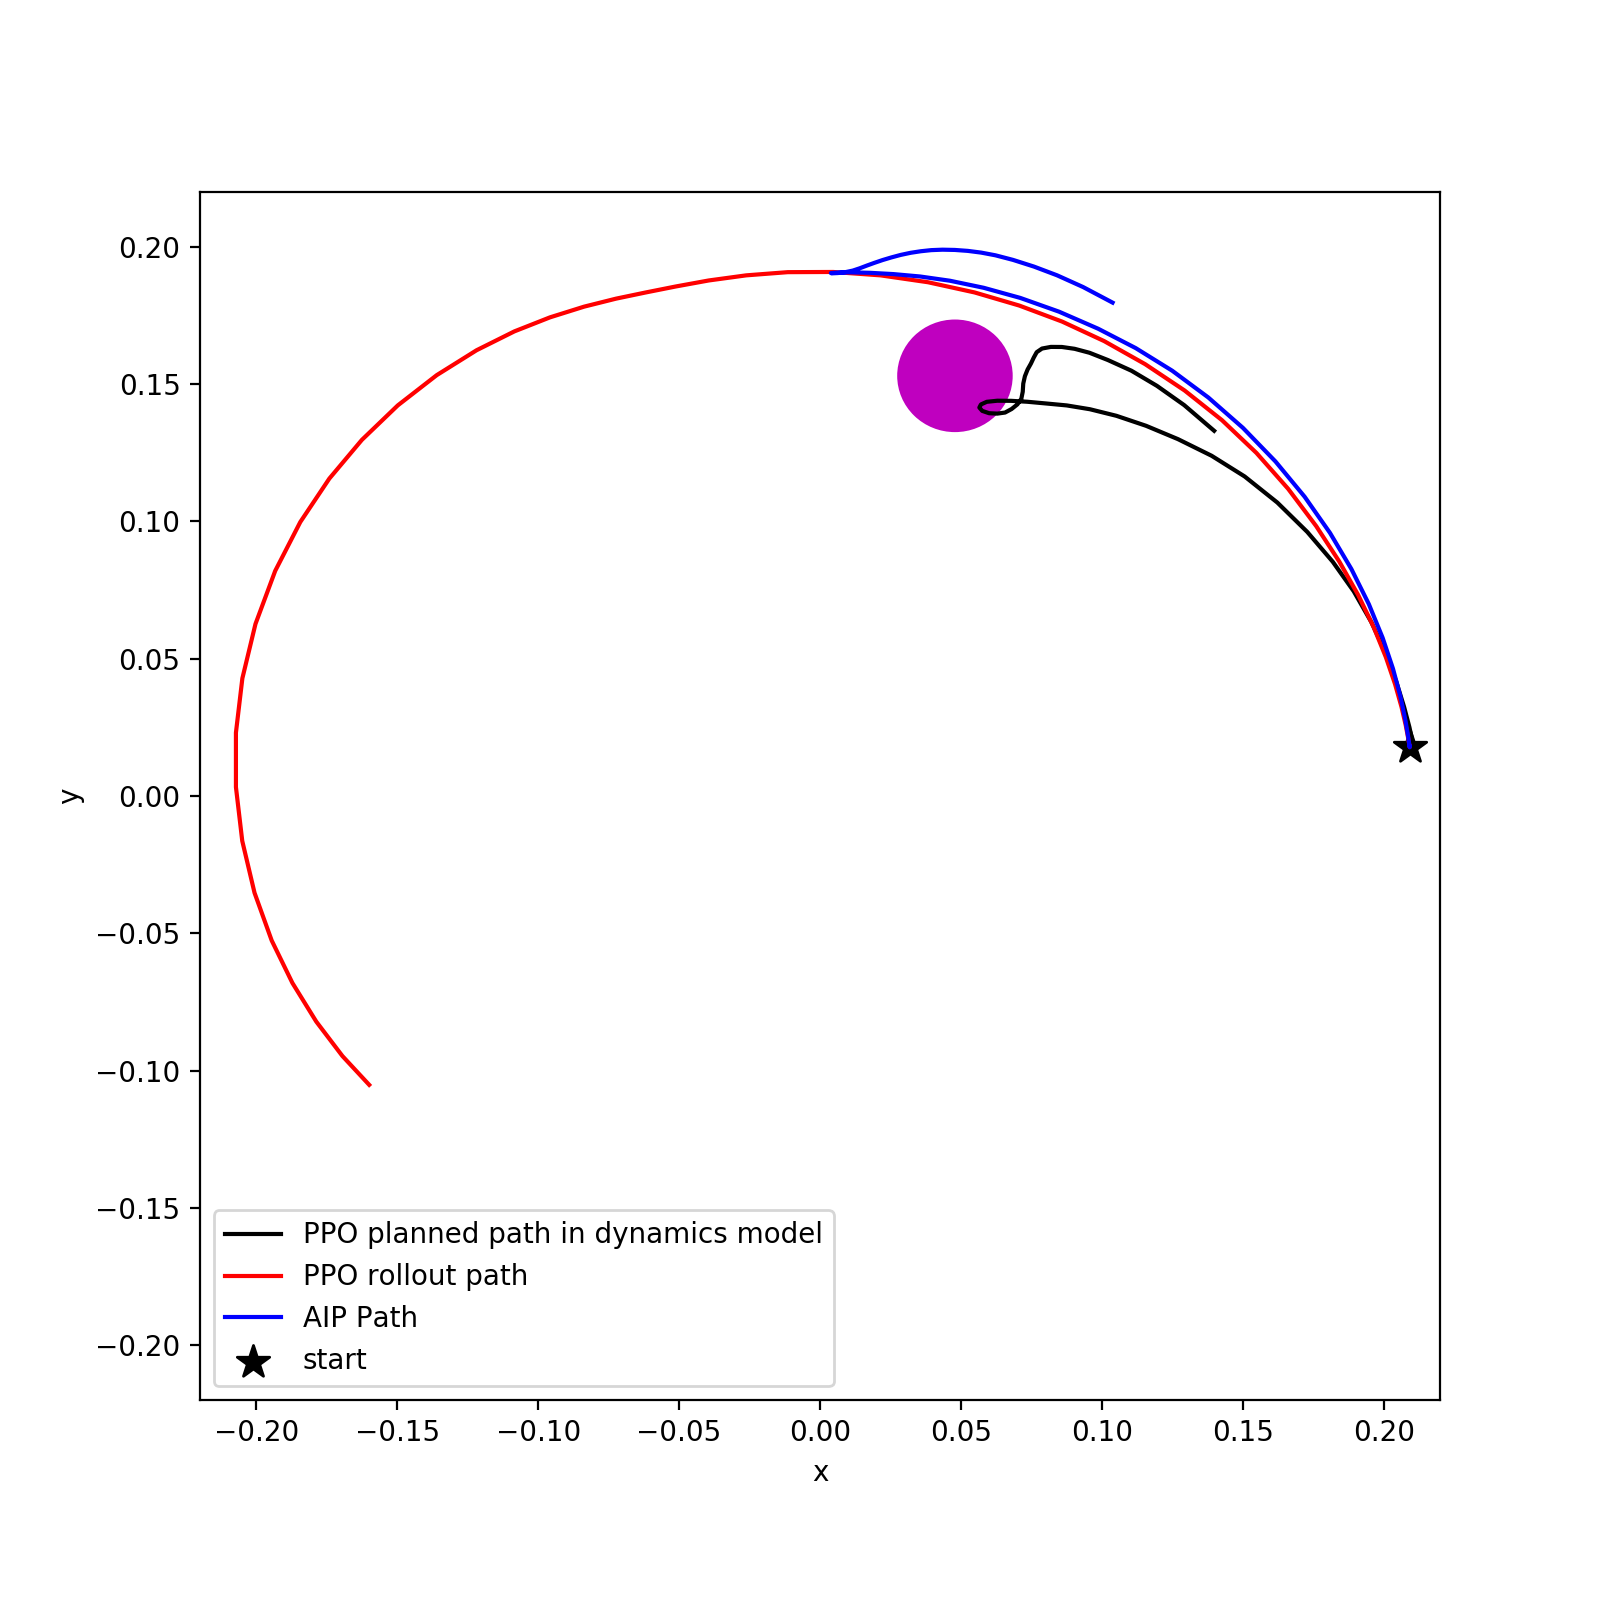 0.20
0.15
0.10
0.05
0.00
−0.05
−0.10
−0.15
−0.20
y
PPO planned path in dynamics model
PPO rollout path
AIP Path
start
−0.20 −0.15 −0.10 −0.05 0.00 0.05 0.10 0.15 0.20
x